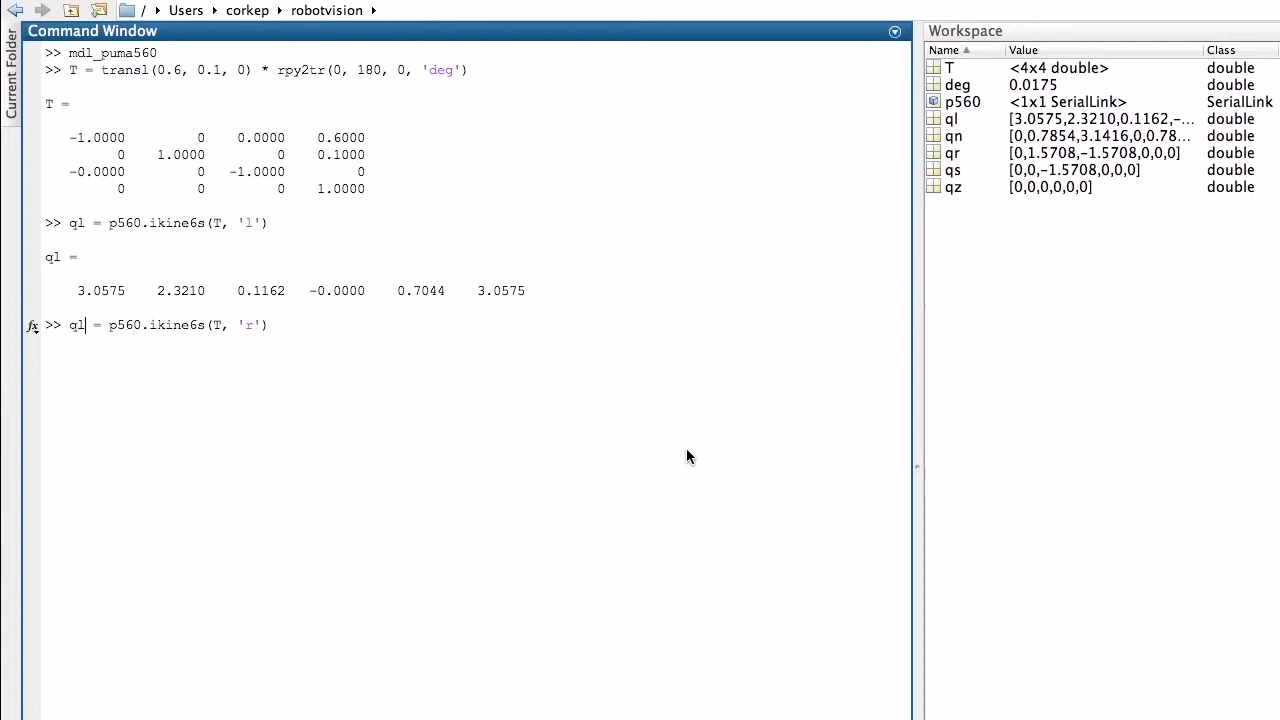 / ▸ Users ▸ corkep ▸ robotvision ▸
Current Folder
Command Window
>> mdl_puma560
>> T = transl(0.6, 0.1, 0) * rpy2tr(0, 180, 0, 'deg')
T =
-1.0000 0 0.0000 0.6000
0 1.0000 0 0.1000
-0.0000 0 -1.0000 0
0 0 0 1.0000
>> ql = p560.ikine6s(T, 'l')
ql =
3.0575 2.3210 0.1162 -0.0000 0.7044 3.0575
fx >> ql = p560.ikine6s(T, 'r')
Workspace
Name Value Class
T <4x4 double> double
deg 0.0175 double
p560 <1x1 SerialLink> SerialLink
ql [3.0575,2.3210,0.1162,-... double
qn [0,0.7854,3.1416,0,0.78... double
qr [0,1.5708,-1.5708,0,0,0] double
qs [0,0,-1.5708,0,0,0] double
qz [0,0,0,0,0,0] double